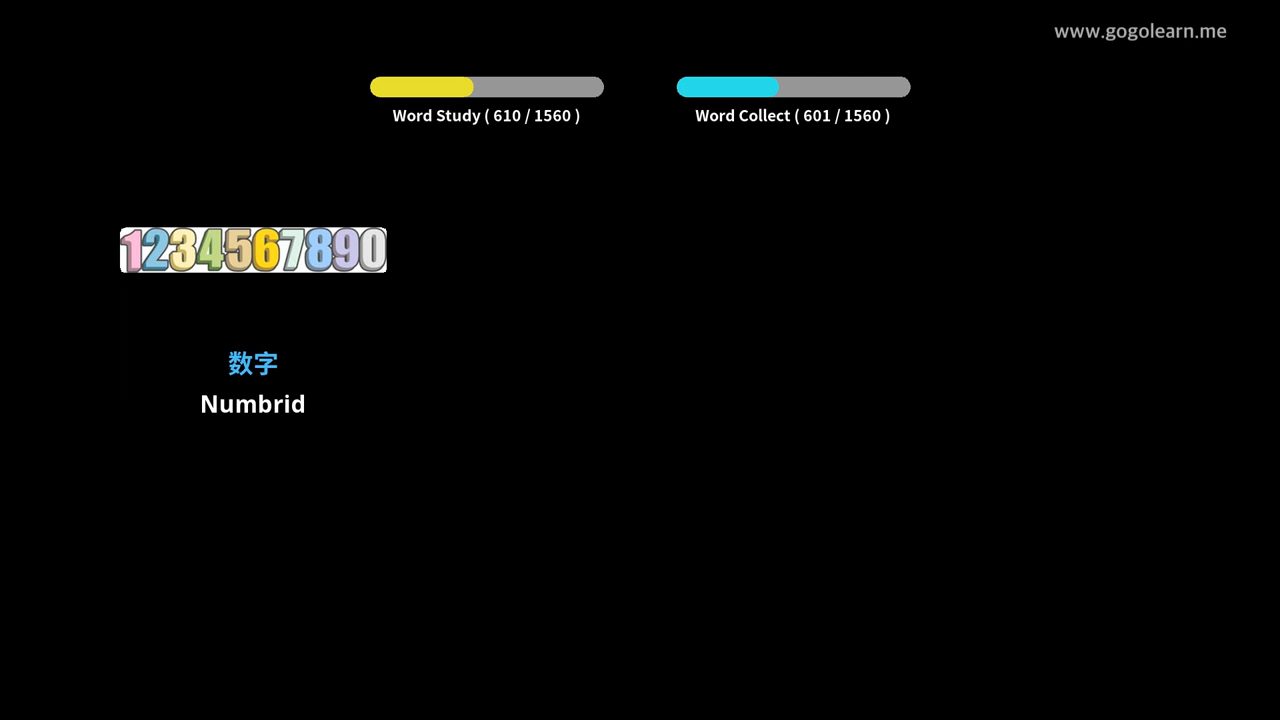 www.gogolearn.me
Word Study ( 610 / 1560 )
Word Collect ( 601 / 1560 )
1234567890
数字
Numbrid